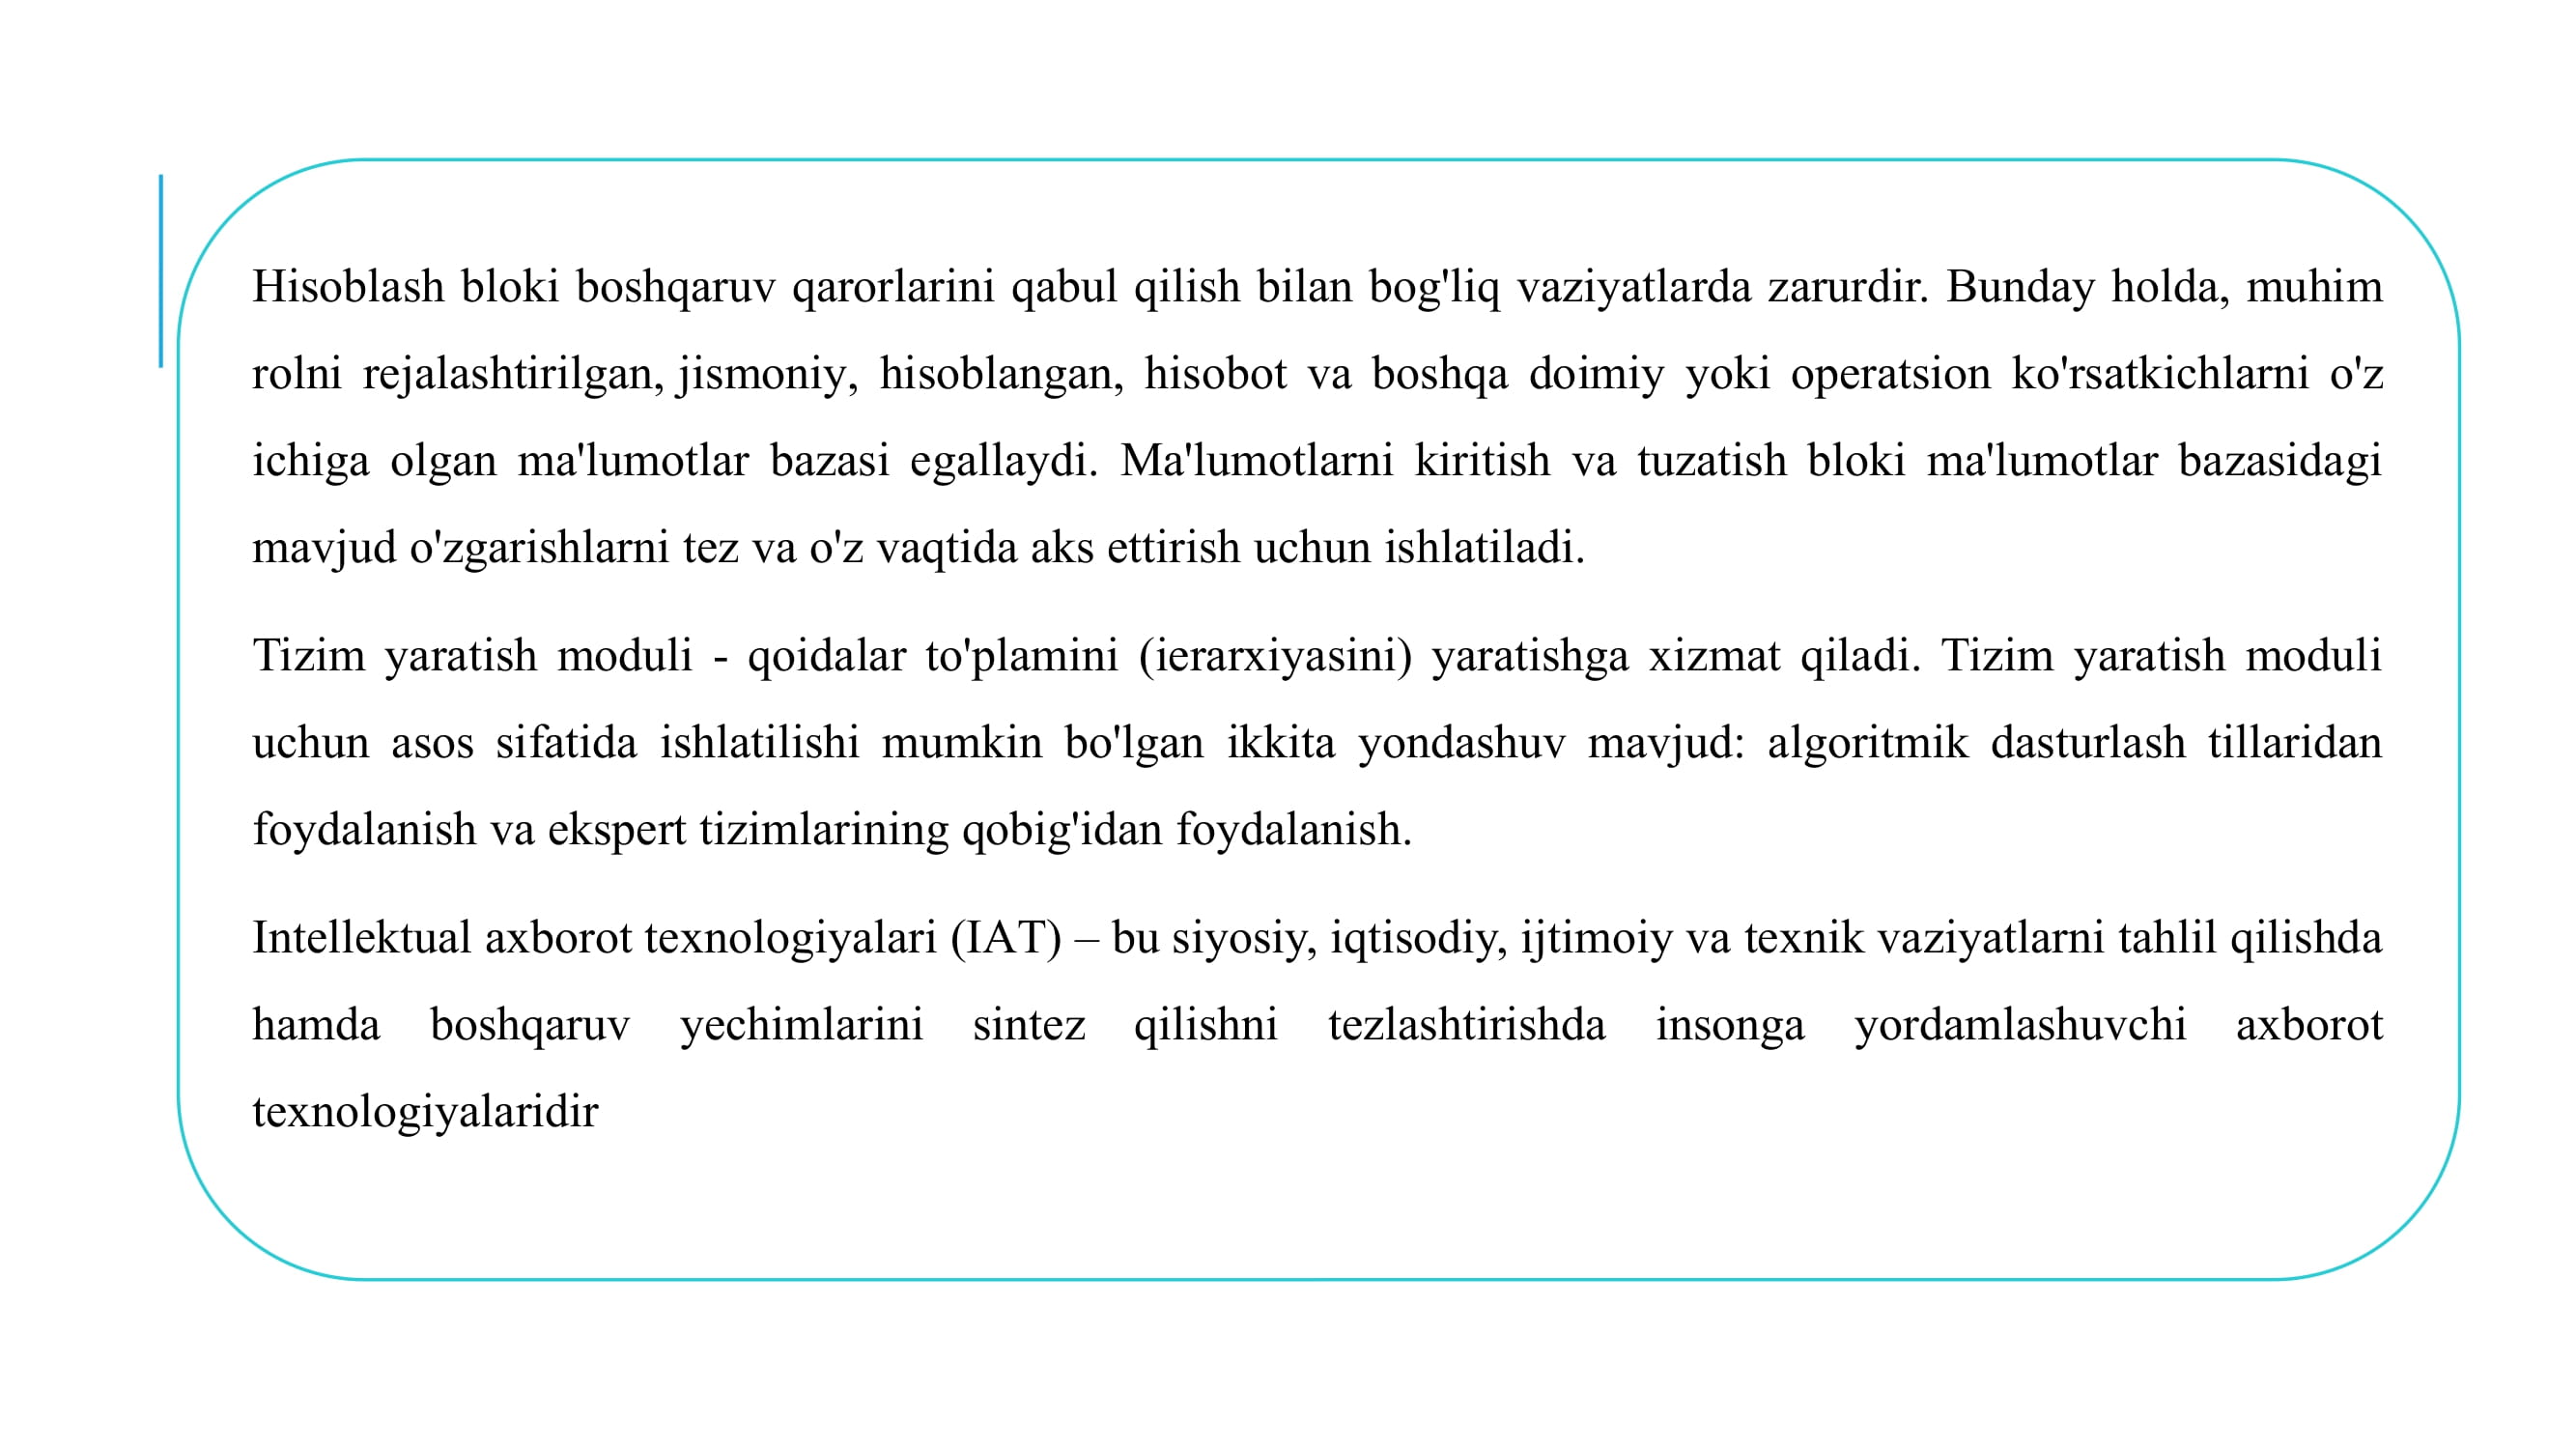 Hisoblash bloki boshqaruv qarorlarini qabul qilish bilan bog'liq vaziyatlarda zarurdir. Bunday holda, muhim
rolni rejalashtirilgan, jismoniy, hisoblangan, hisobot va boshqa doimiy yoki operatsion ko'rsatkichlarni o'z
ichiga olgan ma'lumotlar bazasi egallaydi. Ma'lumotlarni kiritish va tuzatish bloki ma'lumotlar bazasidagi
mavjud o'zgarishlarni tez va o'z vaqtida aks ettirish uchun ishlatiladi.
Tizim yaratish moduli - qoidalar to'plamini (ierarxiyasini) yaratishga xizmat qiladi. Tizim yaratish moduli
uchun asos sifatida ishlatilishi mumkin bo'lgan ikkita yondashuv mavjud: algoritmik dasturlash tillaridan
foydalanish va ekspert tizimlarining qobig'idan foydalanish.
Intellektual axborot texnologiyalari (IAT) – bu siyosiy, iqtisodiy, ijtimoiy va texnik vaziyatlarni tahlil qilishda
hamda boshqaruv yechimlarini sintez qilishni tezlashtirishda insonga yordamlashuvchi axborot
texnologiyalaridir